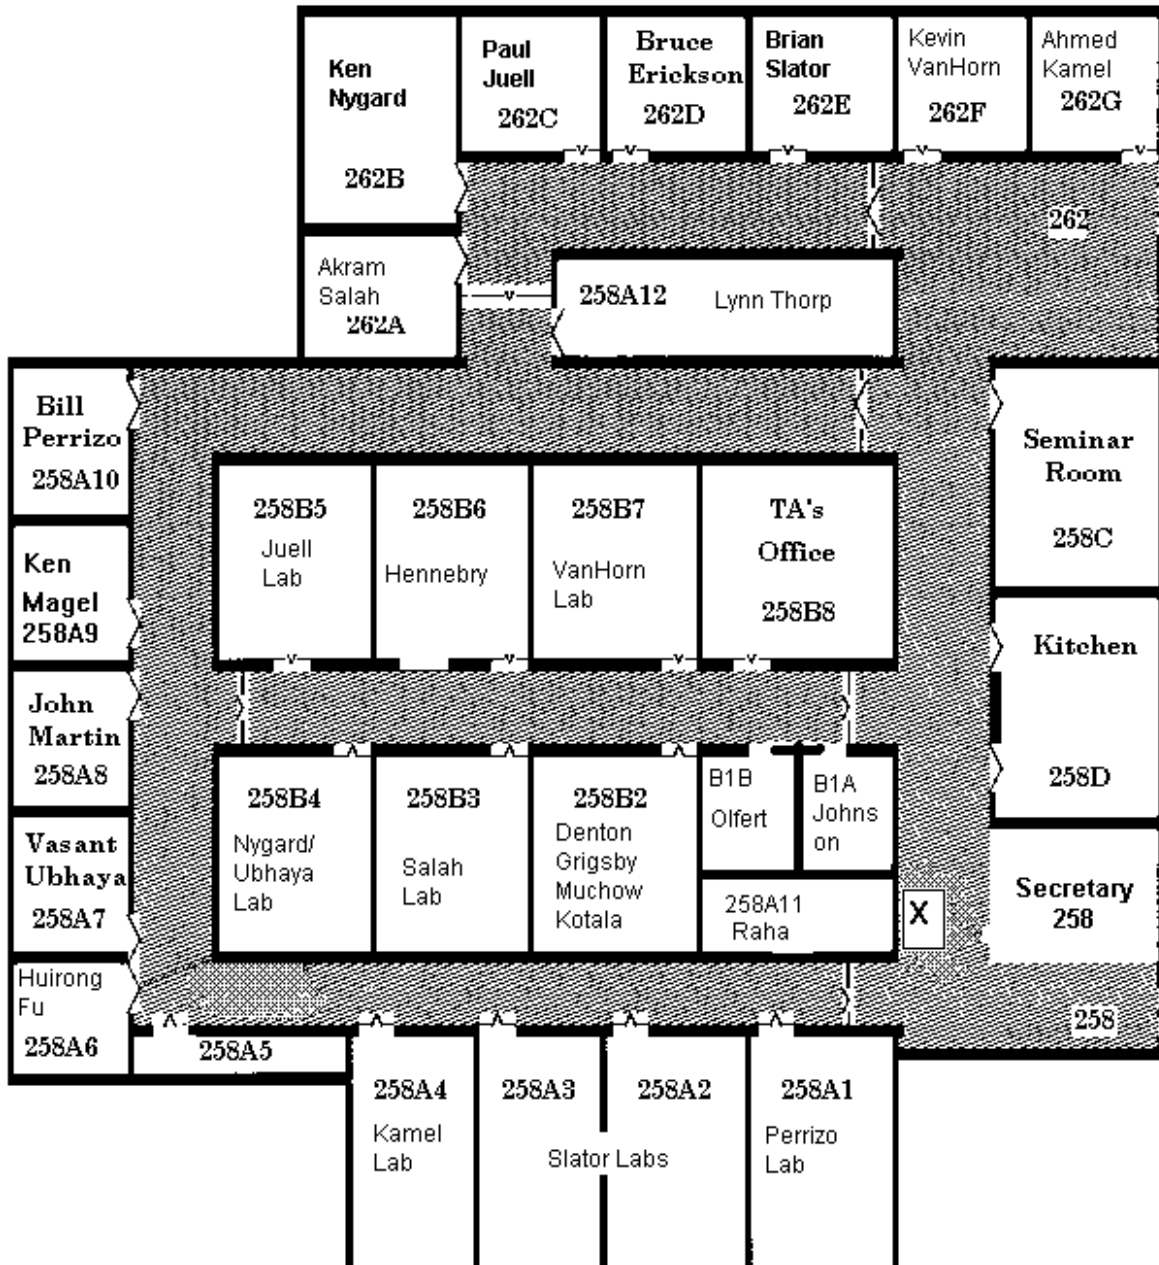 Ken
Nygard
262B
Paul
Juell
262C
Bruce
Erickson
262D
Brian
Slator
262E
Kevin
VanHorn
262F
Ahmed
Kamel
262G
262
Akram
Salah
262A
258A12
Lynn Thorp
Bill
Perrizo
258A10
Seminar
Room
258C
258B5
Juell
Lab
258B6
Hennebry
258B7
VanHorn
Lab
TA's
Office
258B8
Ken
Magel
258A9
Kitchen
258D
John
Martin
258A8
258B4
Nygard/
Ubhaya
Lab
258B3
Salah
Lab
258B2
Denton
Grigsby
Muchow
Kotala
B1B
Olfert
B1A
Johns
on
Vasant
Ubhaya
258A7
258A11
Raha
X
Secretary
258
Huirong
Fu
258A6
258
258A5
258A4
Kamel
Lab
258A3
258A2
Slator Labs
258A1
Perrizo
Lab